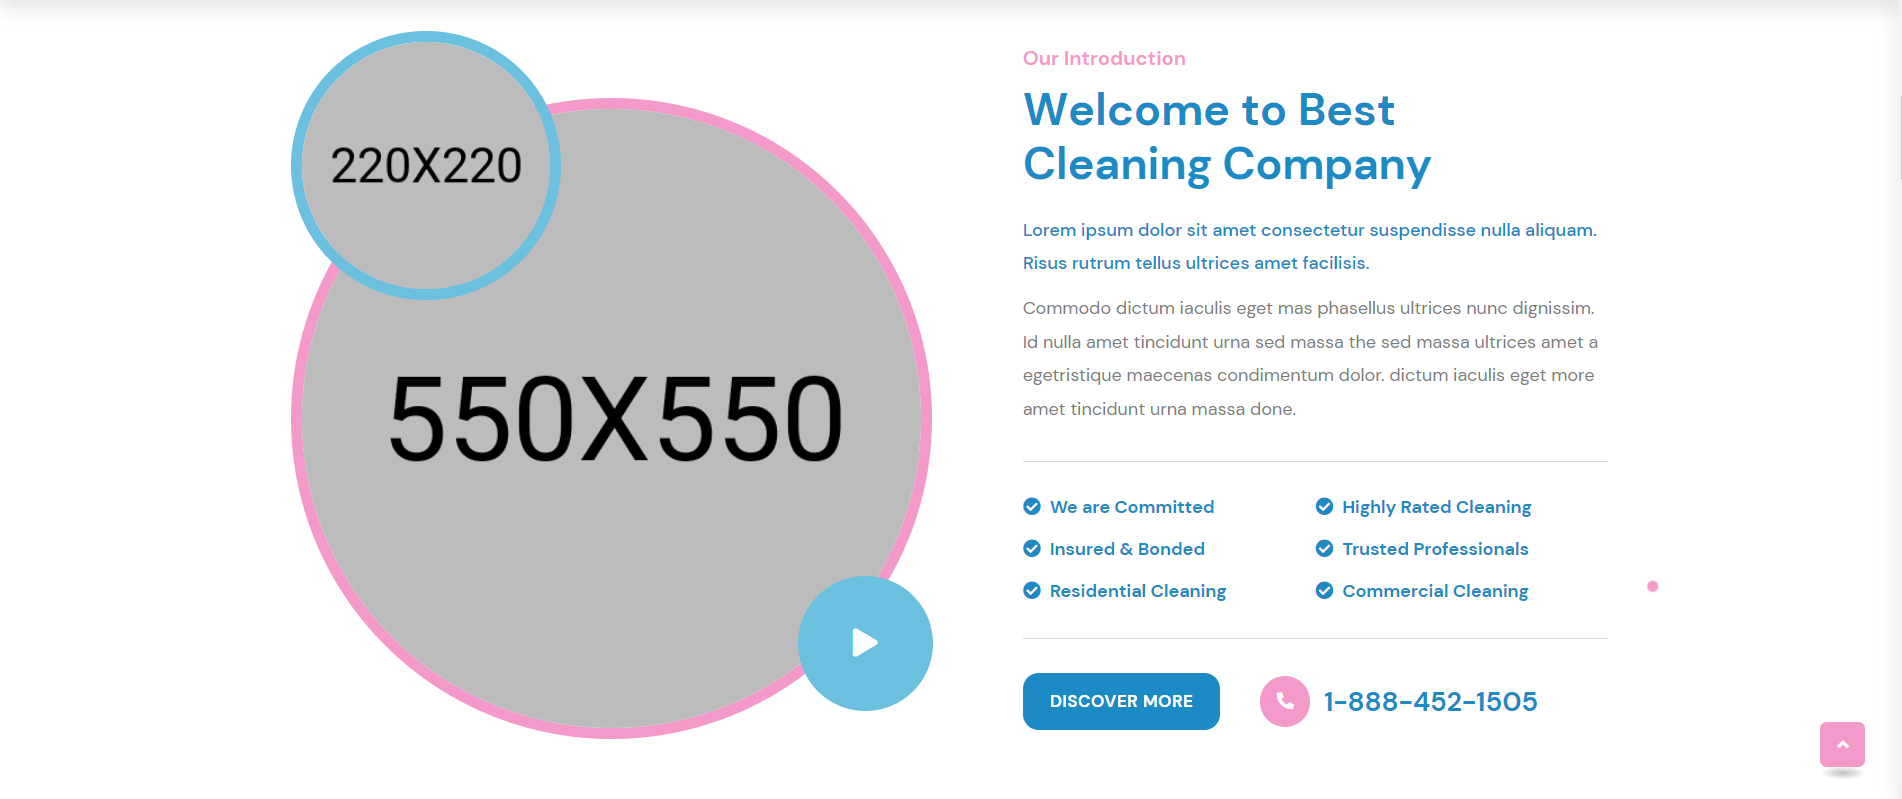 220X220
550X550
Our Introduction
Welcome to Best
Cleaning Company
Lorem ipsum dolor sit amet consectetur suspendisse nulla aliquam.
Risus rutrum tellus ultrices amet facilisis.
Commodo dictum iaculis eget mas phasellus ultrices nunc dignissim.
Id nulla amet tincidunt urna sed massa the sed massa ultrices amet a
egetristique maecenas condimentum dolor. dictum iaculis eget more
amet tincidunt urna massa done.
We are Committed
Highly Rated Cleaning
Insured & Bonded
Trusted Professionals
Residential Cleaning
Commercial Cleaning
DISCOVER MORE
1-888-452-1505